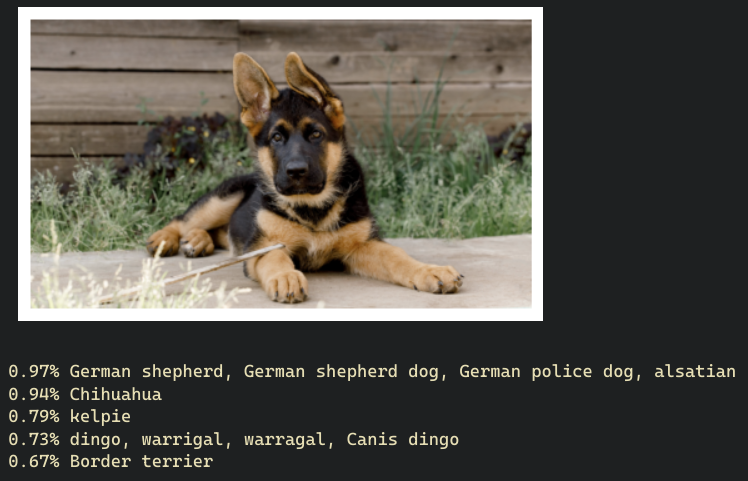 0.97% German shepherd, German shepherd dog, German police dog, alsatian
0.94% Chihuahua
0.79% kelpie
0.73% dingo, warrigal, warragal, Canis dingo
0.67% Border terrier